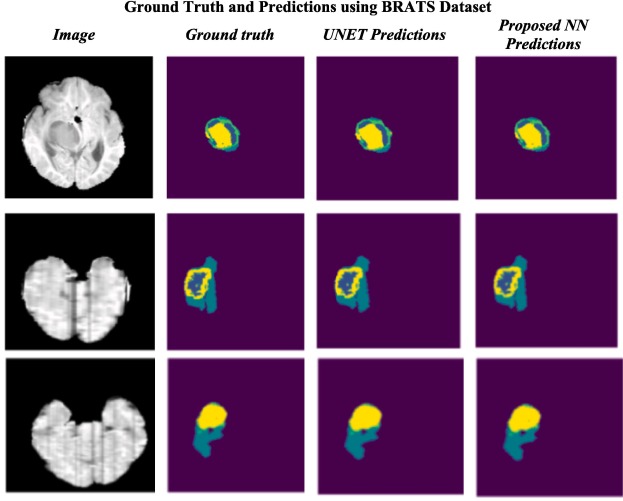 Ground Truth and Predictions using BRATS Dataset
Image
Ground truth
UNET Predictions
Proposed NN
Predictions